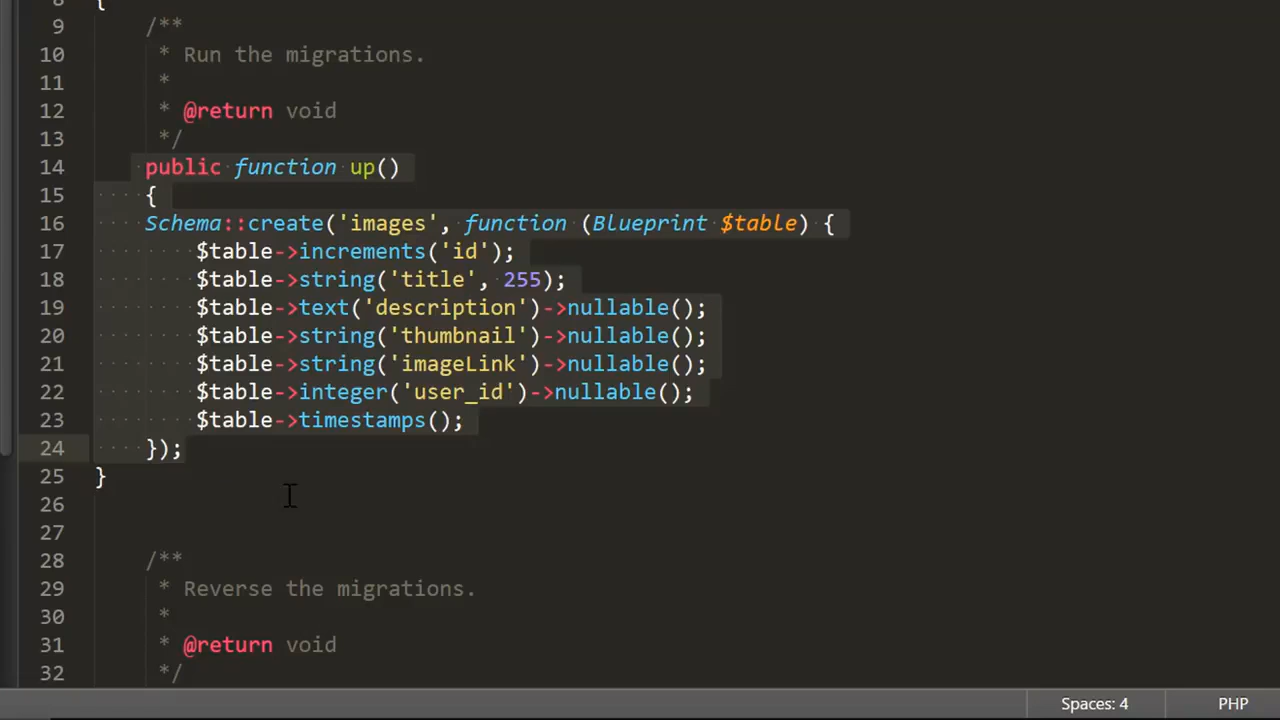 8 {
9 /**
10 * Run the migrations.
11 *
12 * @return void
13 */
14 public function up()
15 {
16 Schema::create('images', function (Blueprint $table) {
17 $table->increments('id');
18 $table->string('title', 255);
19 $table->text('description')->nullable();
20 $table->string('thumbnail')->nullable();
21 $table->string('imageLink')->nullable();
22 $table->integer('user_id')->nullable();
23 $table->timestamps();
24 });
25 }
26
27
28 /**
29 * Reverse the migrations.
30 *
31 * @return void
32 */
Spaces: 4 PHP